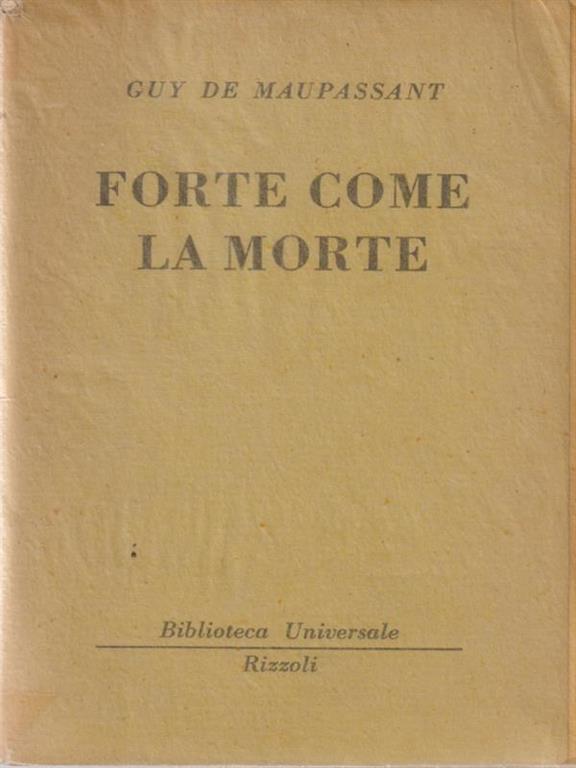 GUY DE MAUPASSANT
FORTE COME
LA MORTE
Biblioteca Universale
Rizzoli